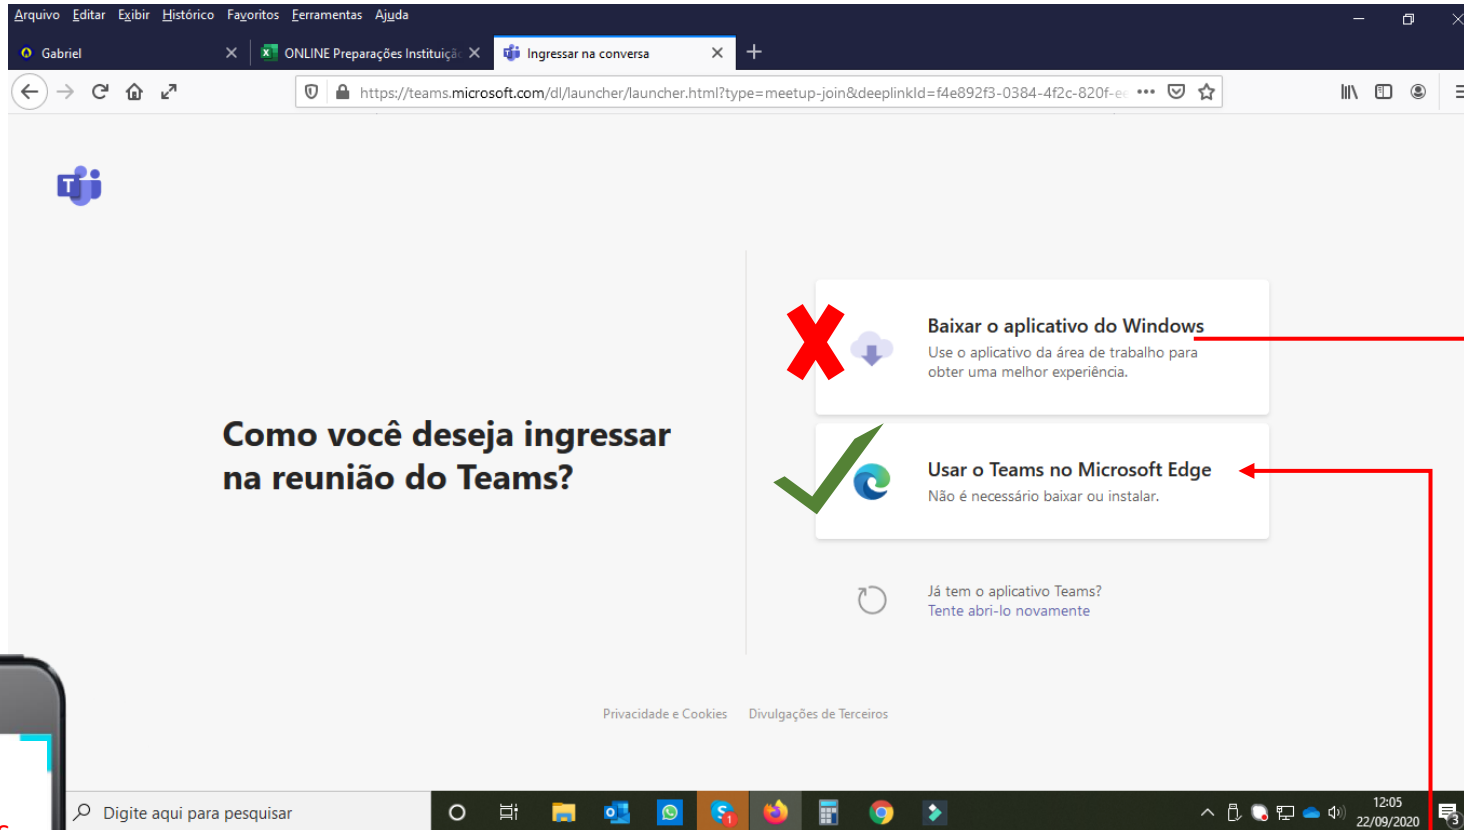 Arquivo Editar Exibir Histórico Favoritos Ferramentas Ajuda
Gabriel
ONLINE Preparações Instituiçã
Ingressar na conversa
https://teams.microsoft.com/dl/launcher/launcher.html?type=meetup-join&deeplinkId=f4e892f3-0384-4f2c-820f-e
T
Baixar o aplicativo do Windows
Use o aplicativo da área de trabalho para
obter uma melhor experiência.
Como você deseja ingressar
na reunião do Teams?
Usar o Teams no Microsoft Edge
Não é necessário baixar ou instalar.
Já tem o aplicativo Teams?
Tente abri-lo novamente
Privacidade e Cookies Divulgações de Terceiros
Digite aqui para pesquisar
12:05
22/09/2020
3